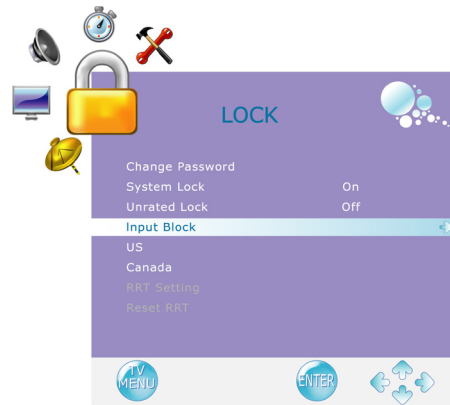 LOCK
Change Password
System Lock On
Unrated Lock Off
Input Block
US
Canada
RRT Setting
Reset RRT
TV
MENU
ENTER